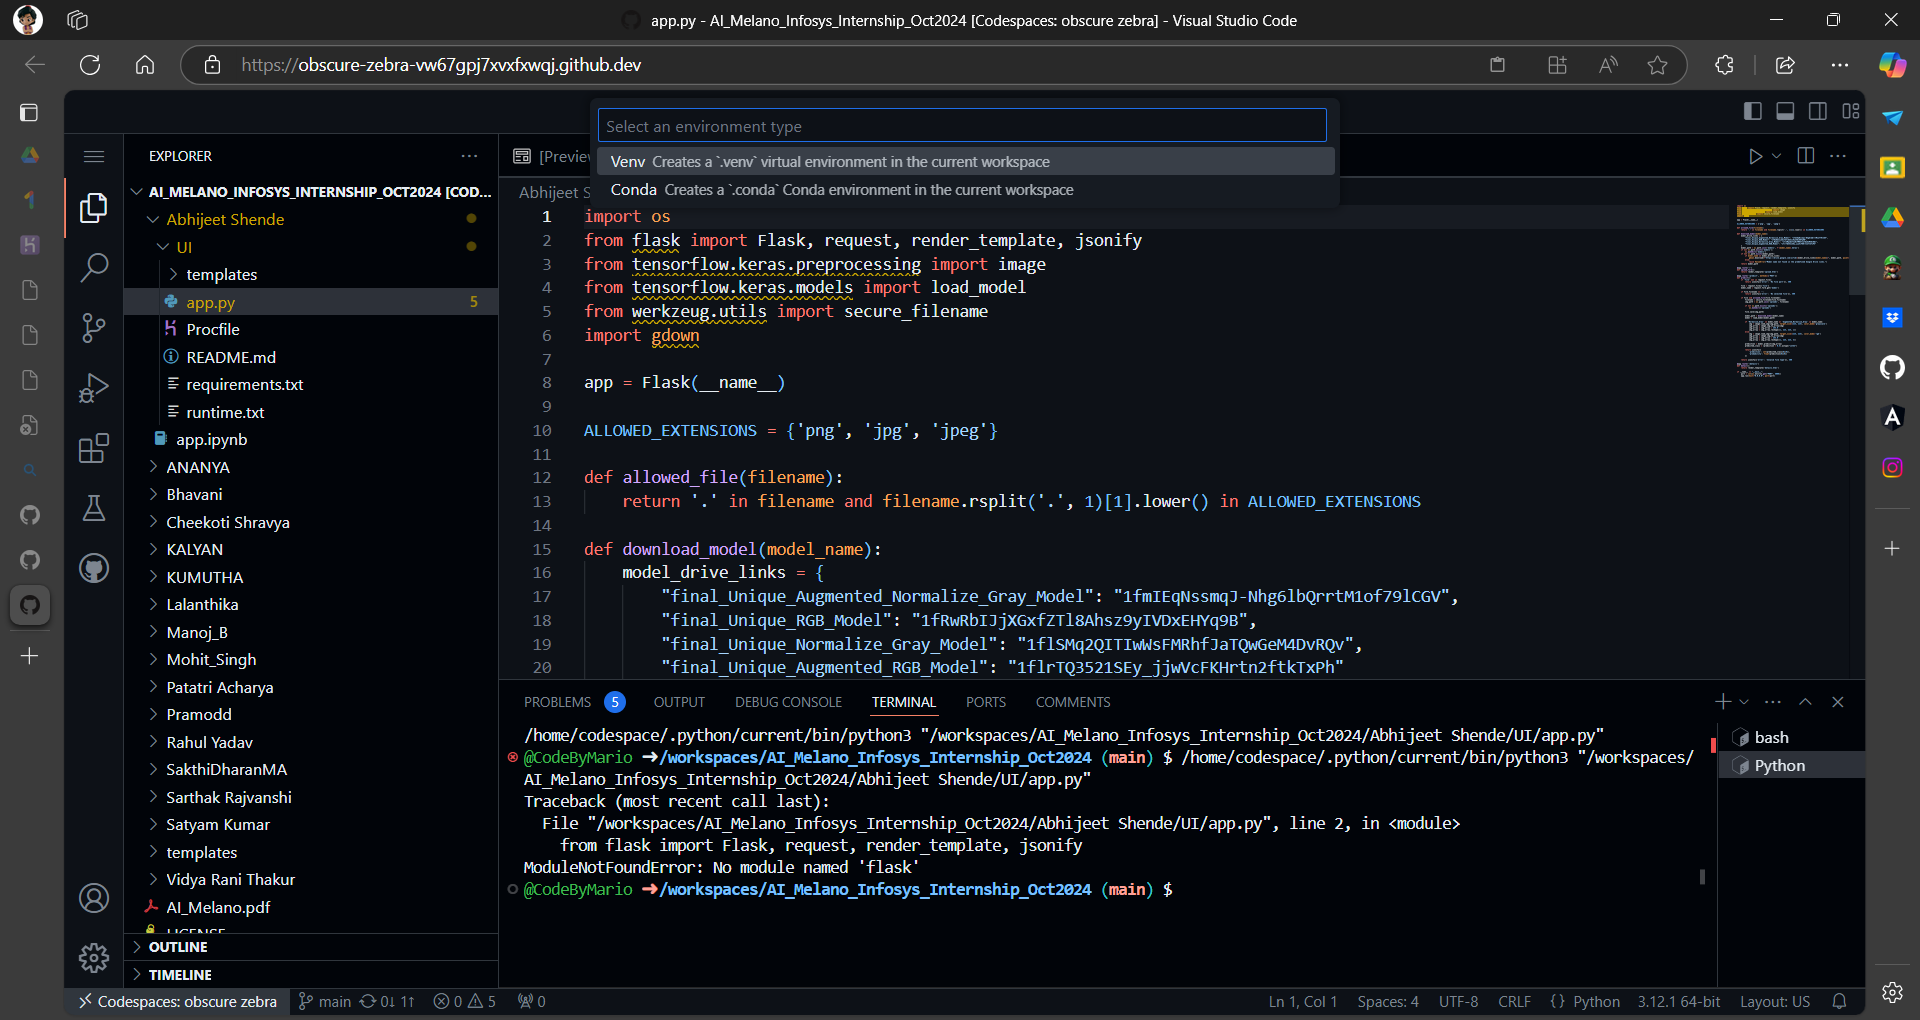 app.py - AI_Melano_Infosys_Internship_Oct2024 [Codespaces: obscure zebra] - Visual Studio Code
https://obscure-zebra-vw67gpj7xvxfxwqj.github.dev
Select an environment type
Venv Creates a `.venv` virtual environment in the current workspace
Conda Creates a `.conda` Conda environment in the current workspace
EXPLORER
AI_MELANO_INFOSYS_INTERNSHIP_OCT2024 [COD...
Abhijeet Shende
UI
templates
app.py 5
Procfile
README.md
requirements.txt
runtime.txt
app.ipynb
ANANYA
Bhavani
Cheekoti Shravya
KALYAN
KUMUTHA
Lalanthika
Manoj_B
Mohit_Singh
Patatri Acharya
Pramodd
Rahul Yadav
SakthiDharanMA
Sarthak Rajvanshi
Satyam Kumar
templates
Vidya Rani Thakur
AI_Melano.pdf
LICENSE
OUTLINE
TIMELINE
[Preview
Abhijeet S
1 import os
2 from flask import Flask, request, render_template, jsonify
3 from tensorflow.keras.preprocessing import image
4 from tensorflow.keras.models import load_model
5 from werkzeug.utils import secure_filename
6 import gdown
7
8 app = Flask(__name__)
9
10 ALLOWED_EXTENSIONS = {'png', 'jpg', 'jpeg'}
11
12 def allowed_file(filename):
13 return '.' in filename and filename.rsplit('.', 1)[1].lower() in ALLOWED_EXTENSIONS
14
15 def download_model(model_name):
16 model_drive_links = {
17 "final_Unique_Augmented_Normalize_Gray_Model": "1fmIEqNssmqJ-Nhg6lbQrrtM1of79lCGV",
18 "final_Unique_RGB_Model": "1fRwRbIJjXGxfZTl8Ahsz9yIVDxEHYq9B",
19 "final_Unique_Normalize_Gray_Model": "1flSMq2QITIwWsFMRhfJaTQwGeM4DvRQv",
20 "final_Unique_Augmented_RGB_Model": "1flrTQ3521SEy_jjwVcFKHrtn2ftkTxPh"
PROBLEMS 5 OUTPUT DEBUG CONSOLE TERMINAL PORTS COMMENTS
/home/codespace/.python/current/bin/python3 "/workspaces/AI_Melano_Infosys_Internship_Oct2024/Abhijeet Shende/UI/app.py"
@CodeByMario ➜/workspaces/AI_Melano_Infosys_Internship_Oct2024 (main) $ /home/codespace/.python/current/bin/python3 "/workspaces/
AI_Melano_Infosys_Internship_Oct2024/Abhijeet Shende/UI/app.py"
Traceback (most recent call last):
File "/workspaces/AI_Melano_Infosys_Internship_Oct2024/Abhijeet Shende/UI/app.py", line 2, in <module>
from flask import Flask, request, render_template, jsonify
ModuleNotFoundError: No module named 'flask'
@CodeByMario ➜/workspaces/AI_Melano_Infosys_Internship_Oct2024 (main) $
bash
Python
Codespaces: obscure zebra main 0↓ 1↑ 0 5 0
Ln 1, Col 1 Spaces: 4 UTF-8 CRLF {} Python 3.12.1 64-bit Layout: US